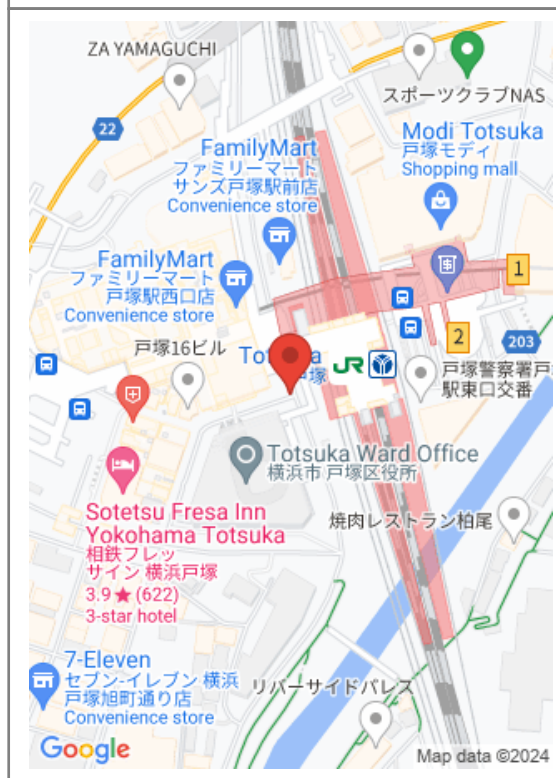 ZA YAMAGUCHI
スポーツクラブNAS
22
FamilyMart
ファミリーマート
サンズ戸塚駅前店
Convenience store
Modi Totsuka
戸塚モディ
Shopping mall
FamilyMart
ファミリーマート
戸塚駅西口店
Convenience store
1
2
203
戸塚16ビル
JR
戸塚警察署戸
駅東口交番
Totsuka Ward Office
横浜市 戸塚区役所
Sotetsu Fresa Inn
Yokohama Totsuka
相鉄フレッ
サイン 横浜戸塚
3.9★(622)
3-star hotel
焼肉レストラン柏尾
7-Eleven
セブン-イレブン 横浜
戸塚旭町通り店
Convenience store
リバーサイドパレス
Google
Map data ©2024